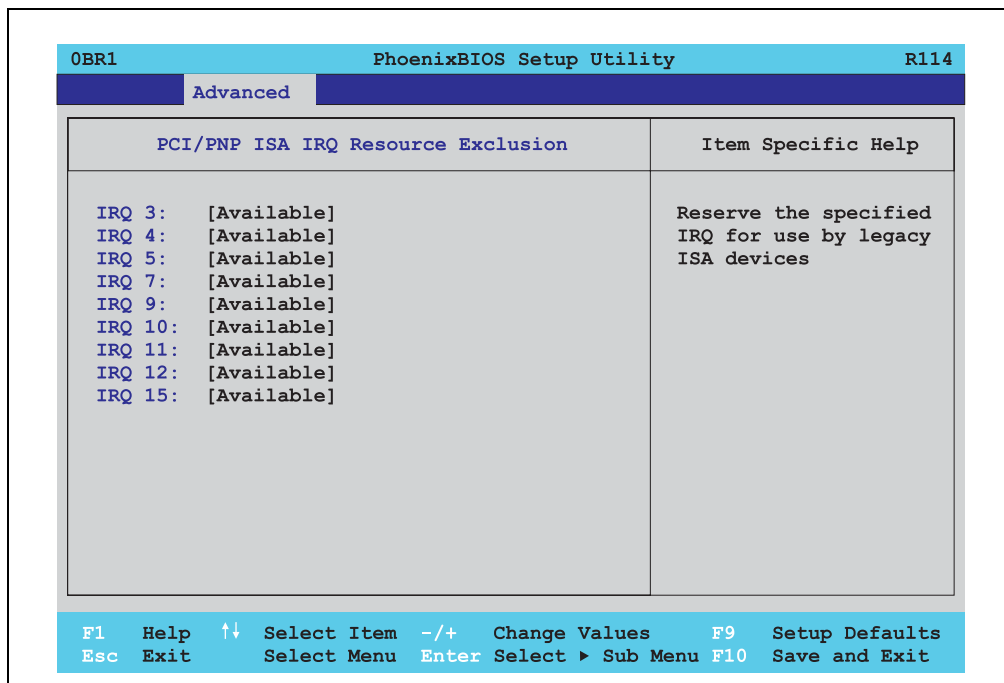 0BR1 PhoenixBIOS Setup Utility R114
Advanced
PCI/PNP ISA IRQ Resource Exclusion
Item Specific Help
IRQ 3: [Available]
IRQ 4: [Available]
IRQ 5: [Available]
IRQ 7: [Available]
IRQ 9: [Available]
IRQ 10: [Available]
IRQ 11: [Available]
IRQ 12: [Available]
IRQ 15: [Available]
Reserve the specified
IRQ for use by legacy
ISA devices
F1 Help ↑↓ Select Item -/+ Change Values F9 Setup Defaults
Esc Exit Select Menu Enter Select ▶ Sub Menu F10 Save and Exit